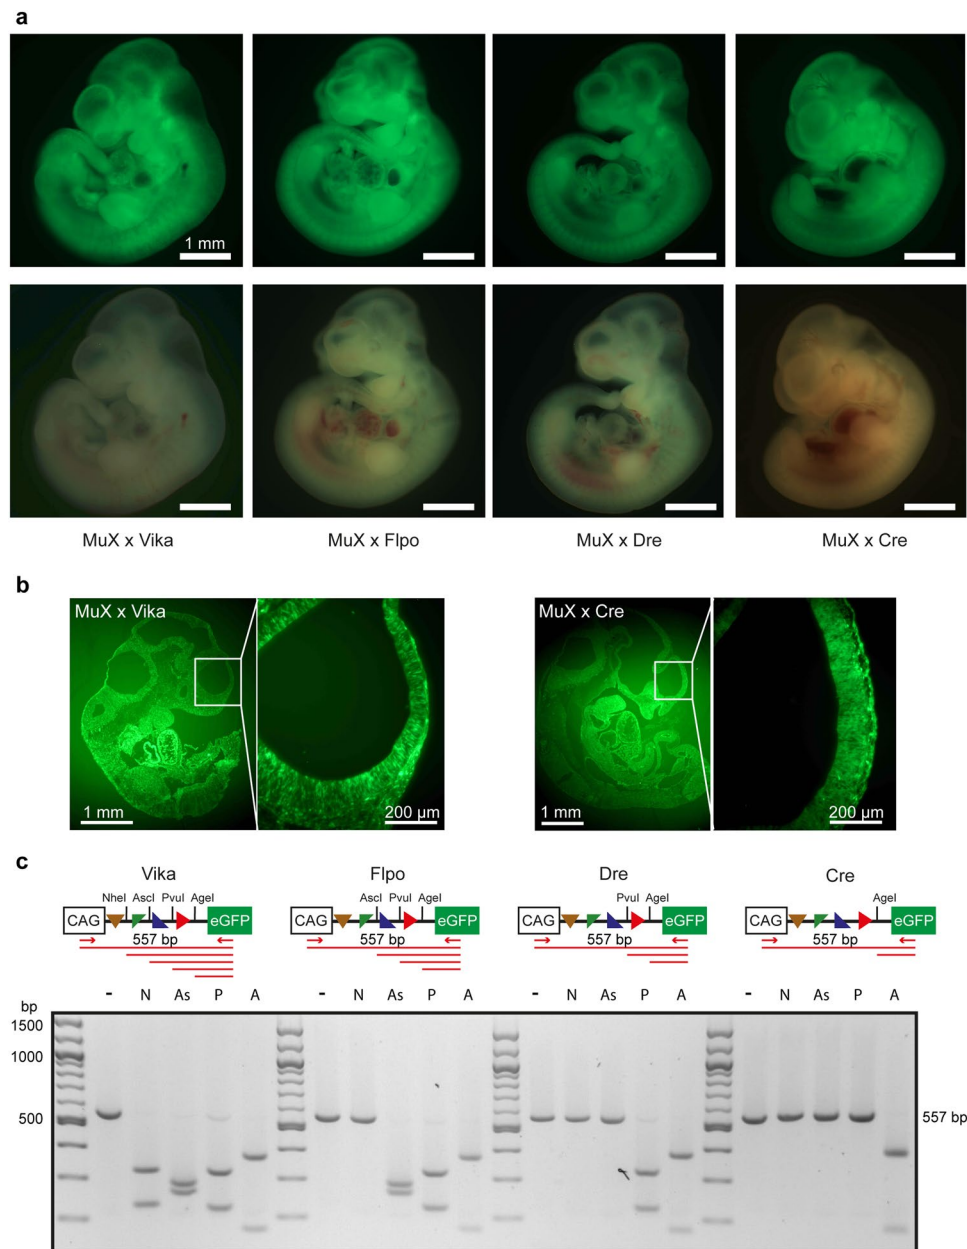 a
1 mm
MuX x Vika
MuX x Flpo
MuX x Dre
MuX x Cre
b
MuX x Vika
1 mm
200 µm
MuX x Cre
1 mm
200 µm
c
Vika
Flpo
Dre
Cre
NheI AscI PvuI AgeI
AscI PvuI AgeI
PvuI AgeI
AgeI
CAG eGFP
CAG eGFP
CAG eGFP
CAG eGFP
557 bp
557 bp
557 bp
557 bp
bp
- N As P A
- N As P A
- N As P A
- N As P A
1500
1000
500
557 bp